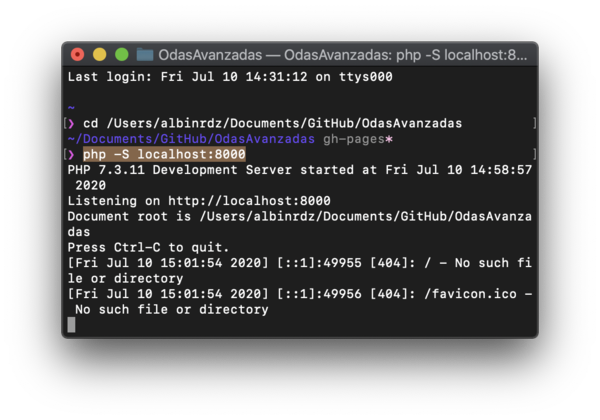 OdasAvanzadas — OdasAvanzadas: php -S localhost:8...
Last login: Fri Jul 10 14:31:12 on ttys000
~
[❯ cd /Users/albinrdz/Documents/GitHub/OdasAvanzadas ]
~/Documents/GitHub/OdasAvanzadas gh-pages*
[❯ php -S localhost:8000 ]
PHP 7.3.11 Development Server started at Fri Jul 10 14:58:57
2020
Listening on http://localhost:8000
Document root is /Users/albinrdz/Documents/GitHub/OdasAvanza
das
Press Ctrl-C to quit.
[Fri Jul 10 15:01:54 2020] [::1]:49955 [404]: / - No such fi
le or directory
[Fri Jul 10 15:01:54 2020] [::1]:49956 [404]: /favicon.ico -
No such file or directory